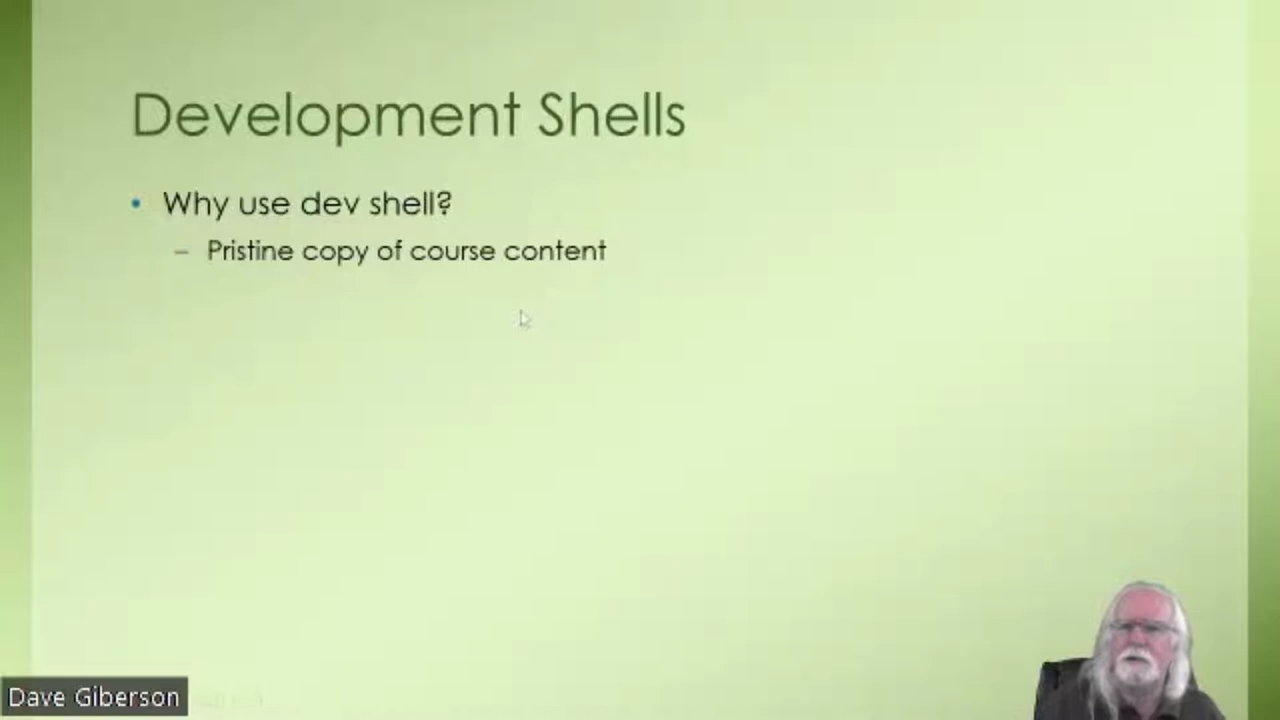 Development Shells
• Why use dev shell?
– Pristine copy of course content
Dave Giberson